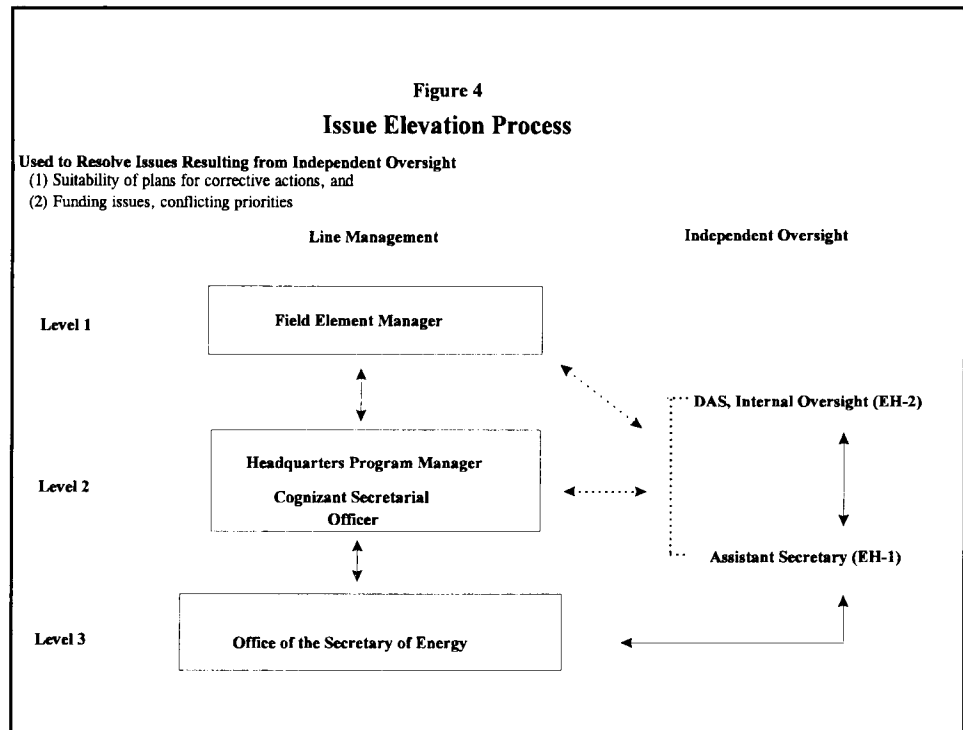 Figure 4
Issue Elevation Process
Used to Resolve Issues Resulting from Independent Oversight
(1) Suitability of plans for corrective actions, and
(2) Funding issues, conflicting priorities
Line Management
Independent Oversight
Level 1
Field Element Manager
DAS, Internal Oversight (EH-2)
Level 2
Headquarters Program Manager
Cognizant Secretarial
Officer
Assistant Secretary (EH-1)
Level 3
Office of the Secretary of Energy